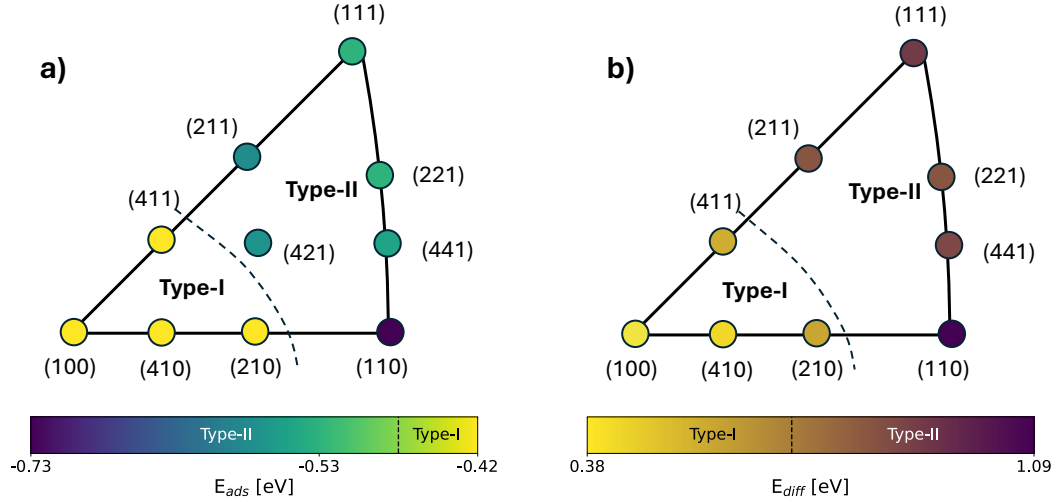 a)
(111)
(211)
Type-II
(221)
(411)
(421)
(441)
Type-I
(100)
(410)
(210)
(110)
Type-II
Type-I
-0.73
-0.53
-0.42
E_ads [eV]
b)
(111)
(211)
Type-II
(221)
(411)
(441)
Type-I
(100)
(410)
(210)
(110)
Type-I
Type-II
0.38
1.09
E_diff [eV]